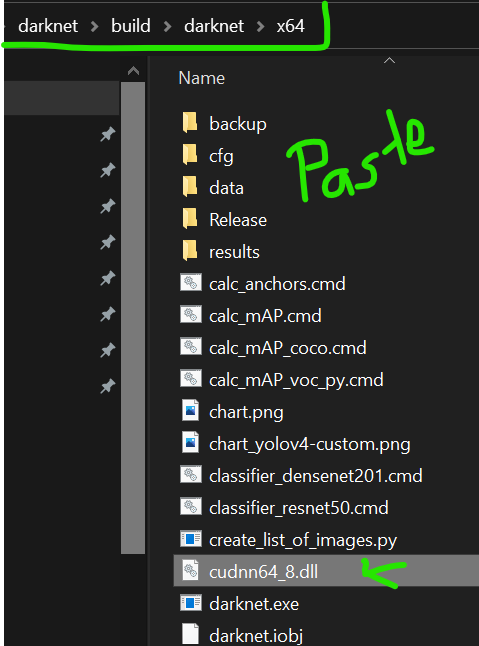 darknet > build > darknet > x64
Name
Paste
backup
cfg
data
Release
results
calc_anchors.cmd
calc_mAP.cmd
calc_mAP_coco.cmd
calc_mAP_voc_py.cmd
chart.png
chart_yolov4-custom.png
classifier_densenet201.cmd
classifier_resnet50.cmd
create_list_of_images.py
cudnn64_8.dll
darknet.exe
darknet.iobj